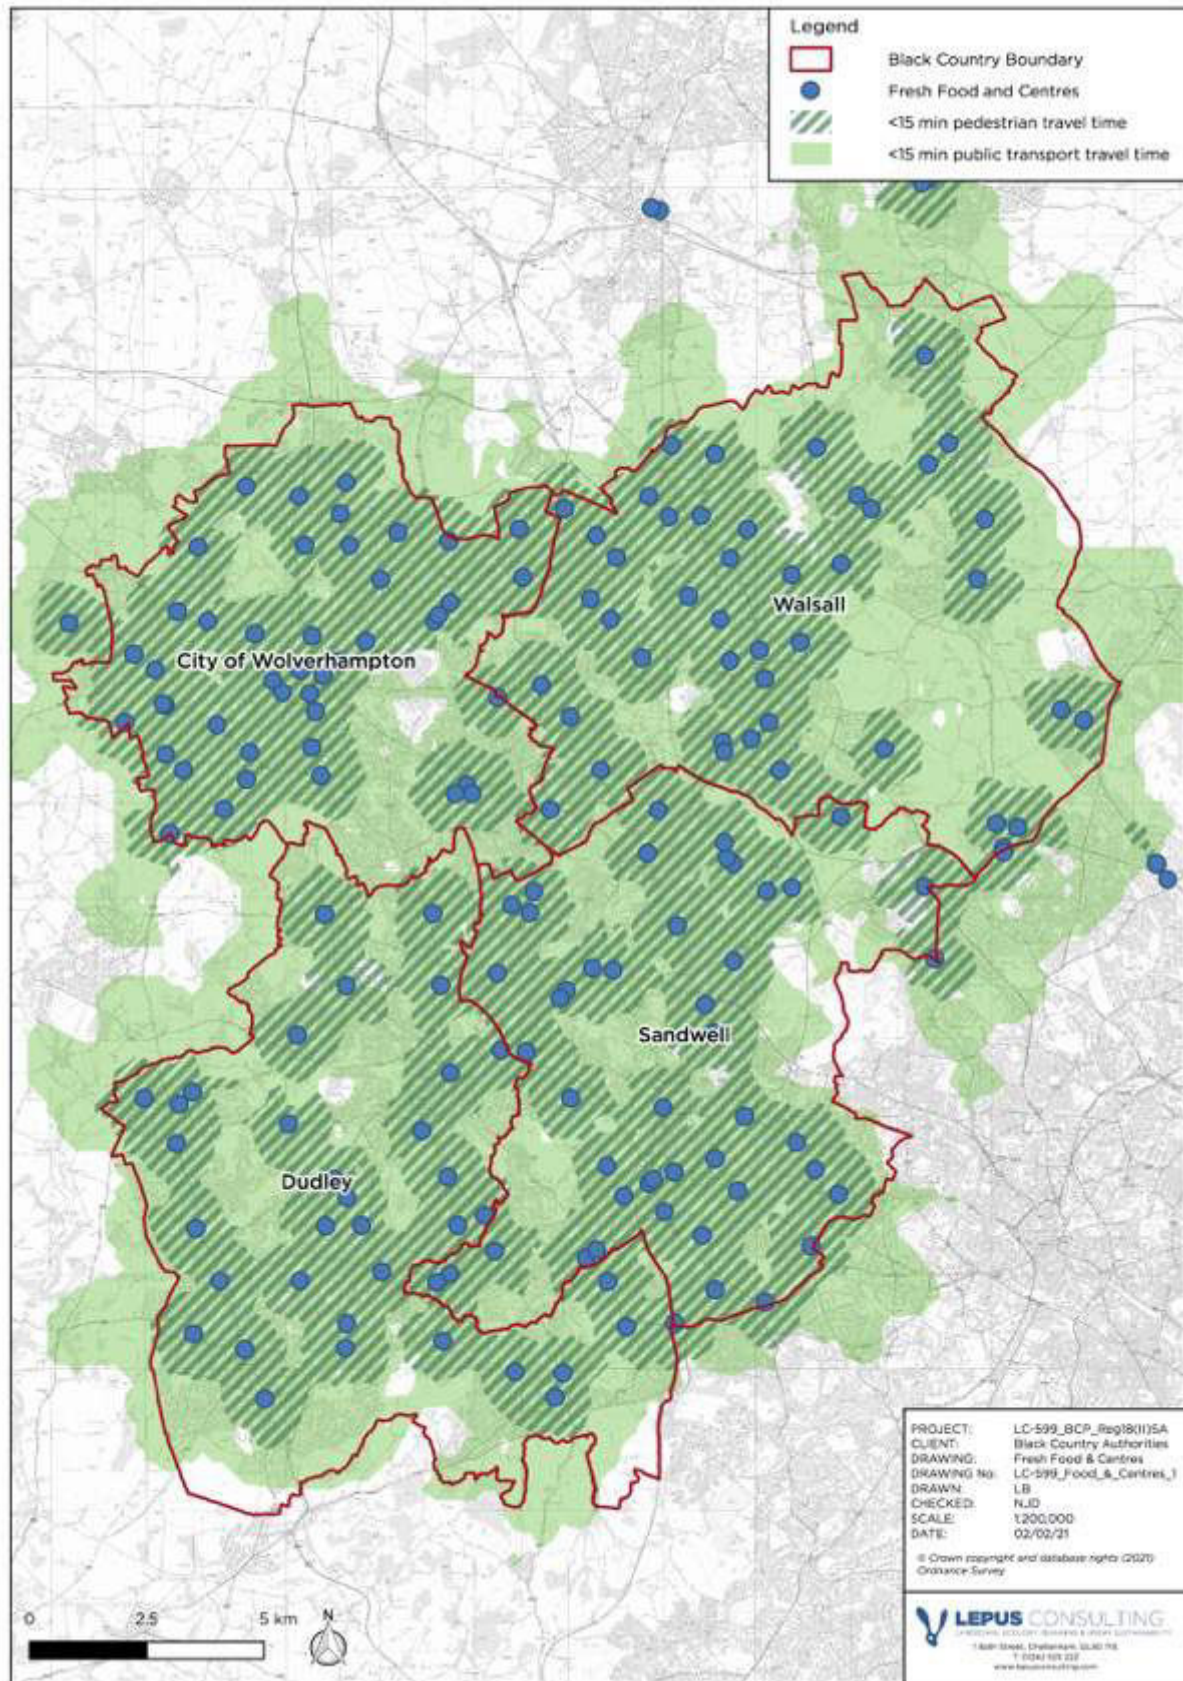 Legend
Black Country Boundary
Fresh Food and Centres
<15 min pedestrian travel time
<15 min public transport travel time
Walsall
City of Wolverhampton
Sandwell
Dudley
PROJECT: LC-599_BCP_Reg18(II)SA
CLIENT: Black Country Authorities
DRAWING: Fresh Food & Centres
DRAWING No: LC-599_Food_&_Centres_1
DRAWN: LB
CHECKED: NJD
SCALE: 1:200,000
DATE: 02/02/21
© Crown copyright and database rights (2021)
Ordnance Survey
0 2.5 5 km
N
LEPUS CONSULTING
www.lepusconsulting.com